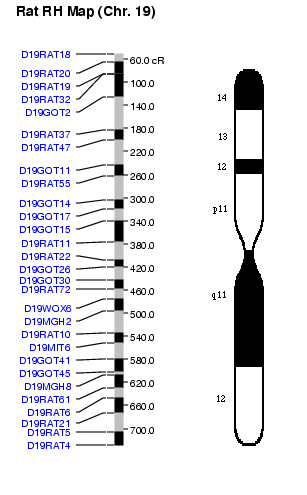 Rat RH Map (Chr. 19)
D19RAT18
60.0 cR
D19RAT20
D19RAT19
100.0
D19RAT32
D19GOT2
140.0
D19RAT37
180.0
D19RAT47
220.0
D19GOT11
D19RAT55
260.0
D19GOT14
300.0
D19GOT17
D19GOT15
340.0
D19RAT11
380.0
D19RAT22
D19GOT26
420.0
D19GOT30
D19RAT72
460.0
D19WOX6
500.0
D19MGH2
D19RAT10
540.0
D19MIT6
D19GOT41
580.0
D19GOT45
D19MGH8
620.0
D19RAT61
D19RAT6
660.0
D19RAT21
D19RAT5
700.0
D19RAT4
14
13
12
p11
q11
12